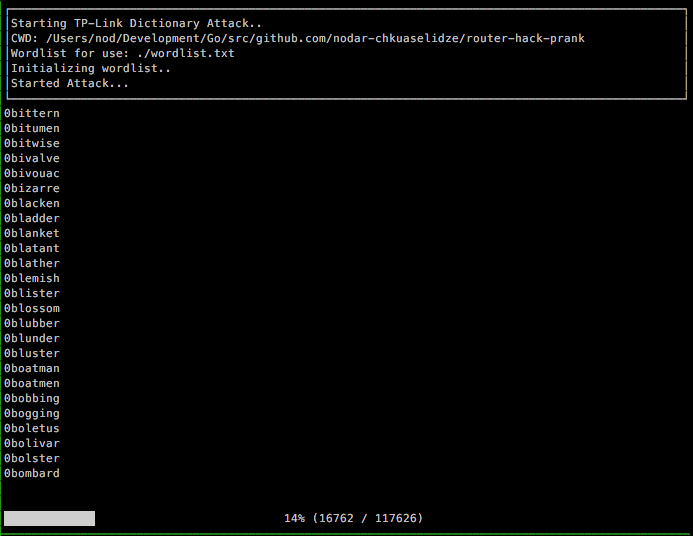 Starting TP-Link Dictionary Attack..
CWD: /Users/nod/Development/Go/src/github.com/nodar-chkuaselidze/router-hack-prank
Wordlist for use: ./wordlist.txt
Initializing wordlist..
Started Attack...
0bittern
0bitumen
0bitwise
0bivalve
0bivouac
0bizarre
0blacken
0bladder
0blanket
0blatant
0blather
0blemish
0blister
0blossom
0blubber
0blunder
0bluster
0boatman
0boatmen
0bobbing
0bogging
0boletus
0bolivar
0bolster
0bombard
14% (16762 / 117626)